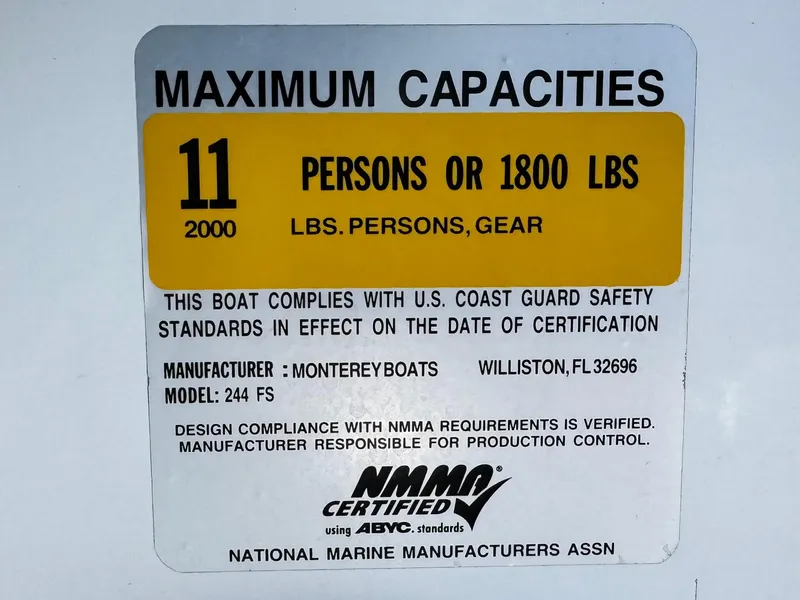 MAXIMUM CAPACITIES
11 PERSONS OR 1800 LBS
2000 LBS. PERSONS, GEAR
THIS BOAT COMPLIES WITH U.S. COAST GUARD SAFETY
STANDARDS IN EFFECT ON THE DATE OF CERTIFICATION
MANUFACTURER : MONTEREY BOATS WILLISTON, FL 32696
MODEL: 244 FS
DESIGN COMPLIANCE WITH NMMA REQUIREMENTS IS VERIFIED.
MANUFACTURER RESPONSIBLE FOR PRODUCTION CONTROL.
NMMA®
CERTIFIED
using ABYC. standards
NATIONAL MARINE MANUFACTURERS ASSN